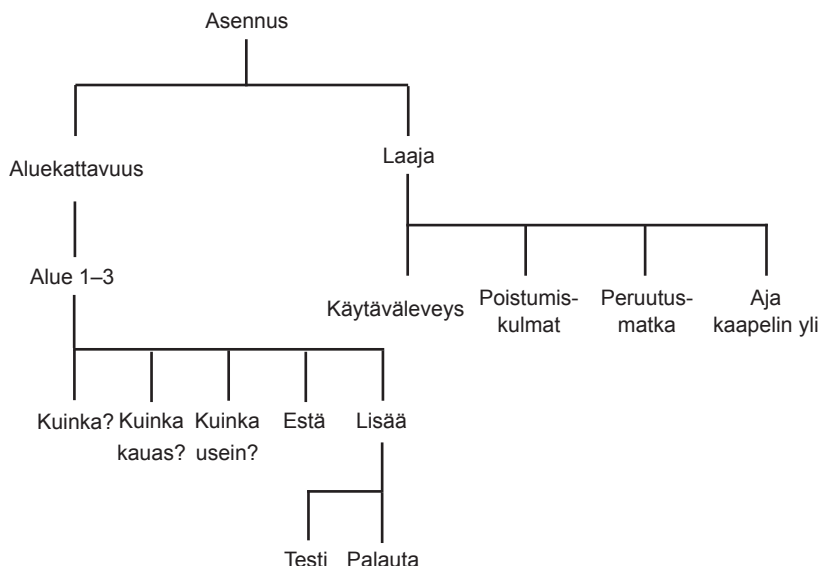 Asennus
Aluekattavuus
Laaja
Alue 1–3
Käytäväleveys
Poistumis-
kulmat
Peruutus-
matka
Aja
kaapelin yli
Kuinka?
Kuinka
kauas?
Kuinka
usein?
Estä
Lisää
Testi
Palauta